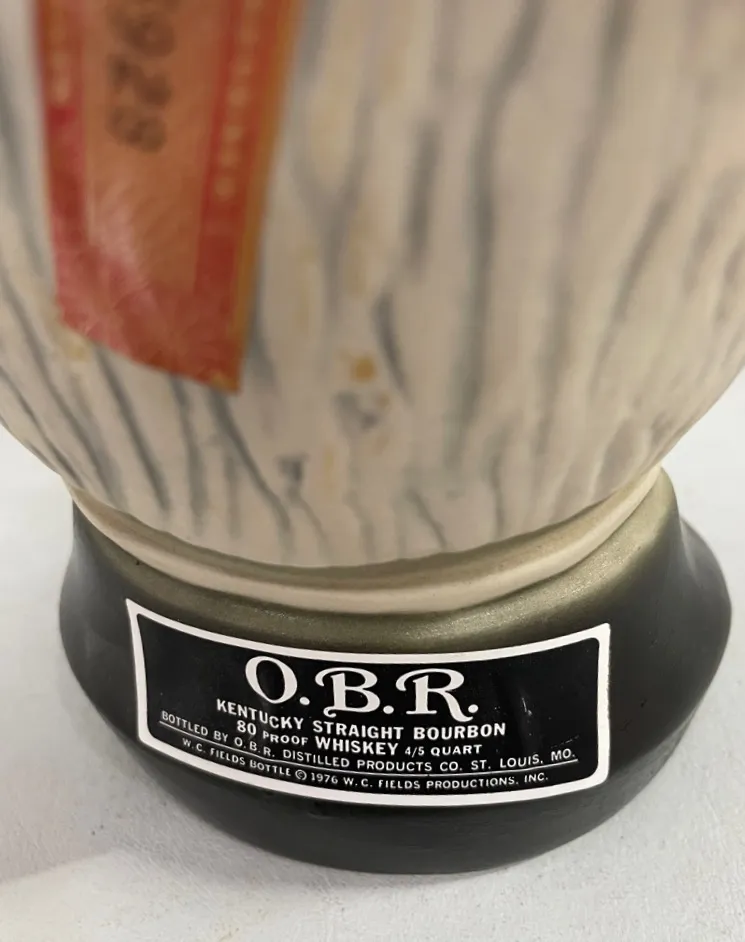 O.B.R.
KENTUCKY STRAIGHT BOURBON
80 PROOF WHISKEY 4/5 QUART
BOTTLED BY O.B.R. DISTILLED PRODUCTS CO. ST. LOUIS, MO.
W.C. FIELDS BOTTLE © 1976 W.C. FIELDS PRODUCTIONS, INC.